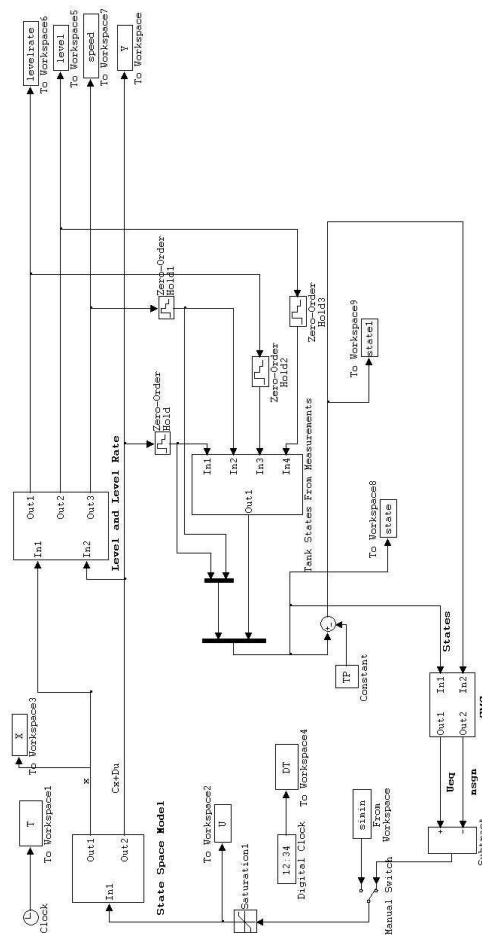 Clock
T
To Workspace1
X
To Workspace3
levelrate
To Workspace6
level
To Workspace5
speed
To Workspace7
Y
To Workspace
In1
Out1
Out2
State Space Model
x
Cx+Du
In1
In2
Out1
Out2
Out3
Level and Level Rate
U
To Workspace2
Saturation1
12:34
Digital Clock
DT
To Workspace4
Zero-Order
Hold
Zero-Order
Hold1
Zero-Order
Hold2
Zero-Order
Hold3
In1
In2
In3
In4
Out1
Tank States From Measurements
simin
From
Workspace
Manual Switch
TP
Constant
+
-
To Workspace8
state
To Workspace9
state1
States
In1
In2
Out1
Out2
Ueq
nsgn
+
-
Subtract